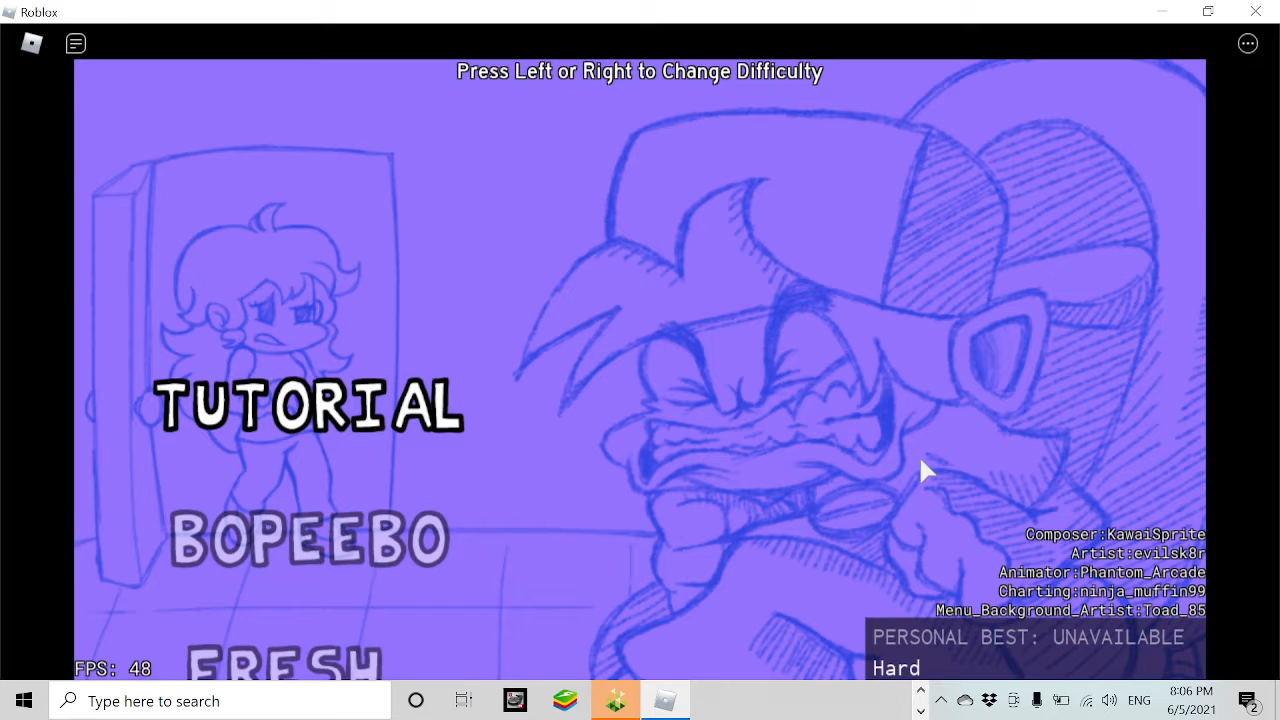 Roblox
Press Left or Right to Change Difficulty
TUTORIAL
BOPEEBO
FRESH
Composer:KawaiSprite
Artist:evilsk8r
Animator:Phantom_Arcade
Charting:ninja_muffin99
Menu_Background_Artist:Toad_85
PERSONAL BEST: UNAVAILABLE
Hard
FPS: 48
Type here to search
ENG
8:06 PM
6/5/2021
2